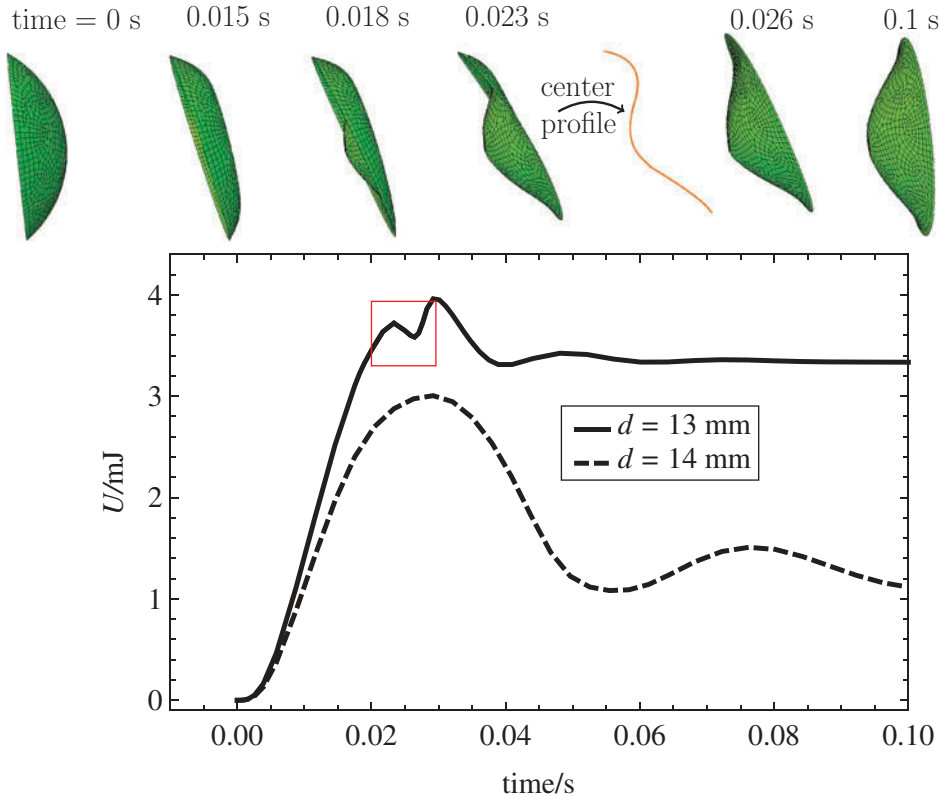 time = 0 s 0.015 s 0.018 s 0.023 s 0.026 s 0.1 s
center
profile
4
3
2
1
0
U/mJ
d = 13 mm
d = 14 mm
0.00 0.02 0.04 0.06 0.08 0.10
time/s